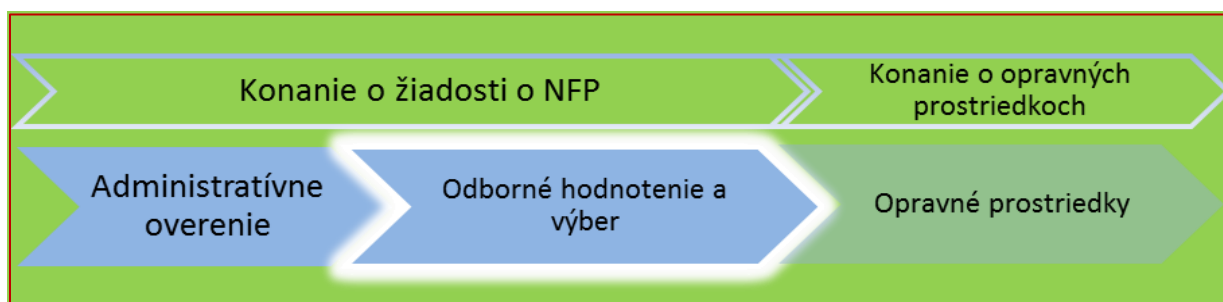 Konanie o žiadosti o NFP
Konanie o opravných
prostriedkoch
Administratívne
overenie
Odborné hodnotenie a
výber
Opravné prostriedky